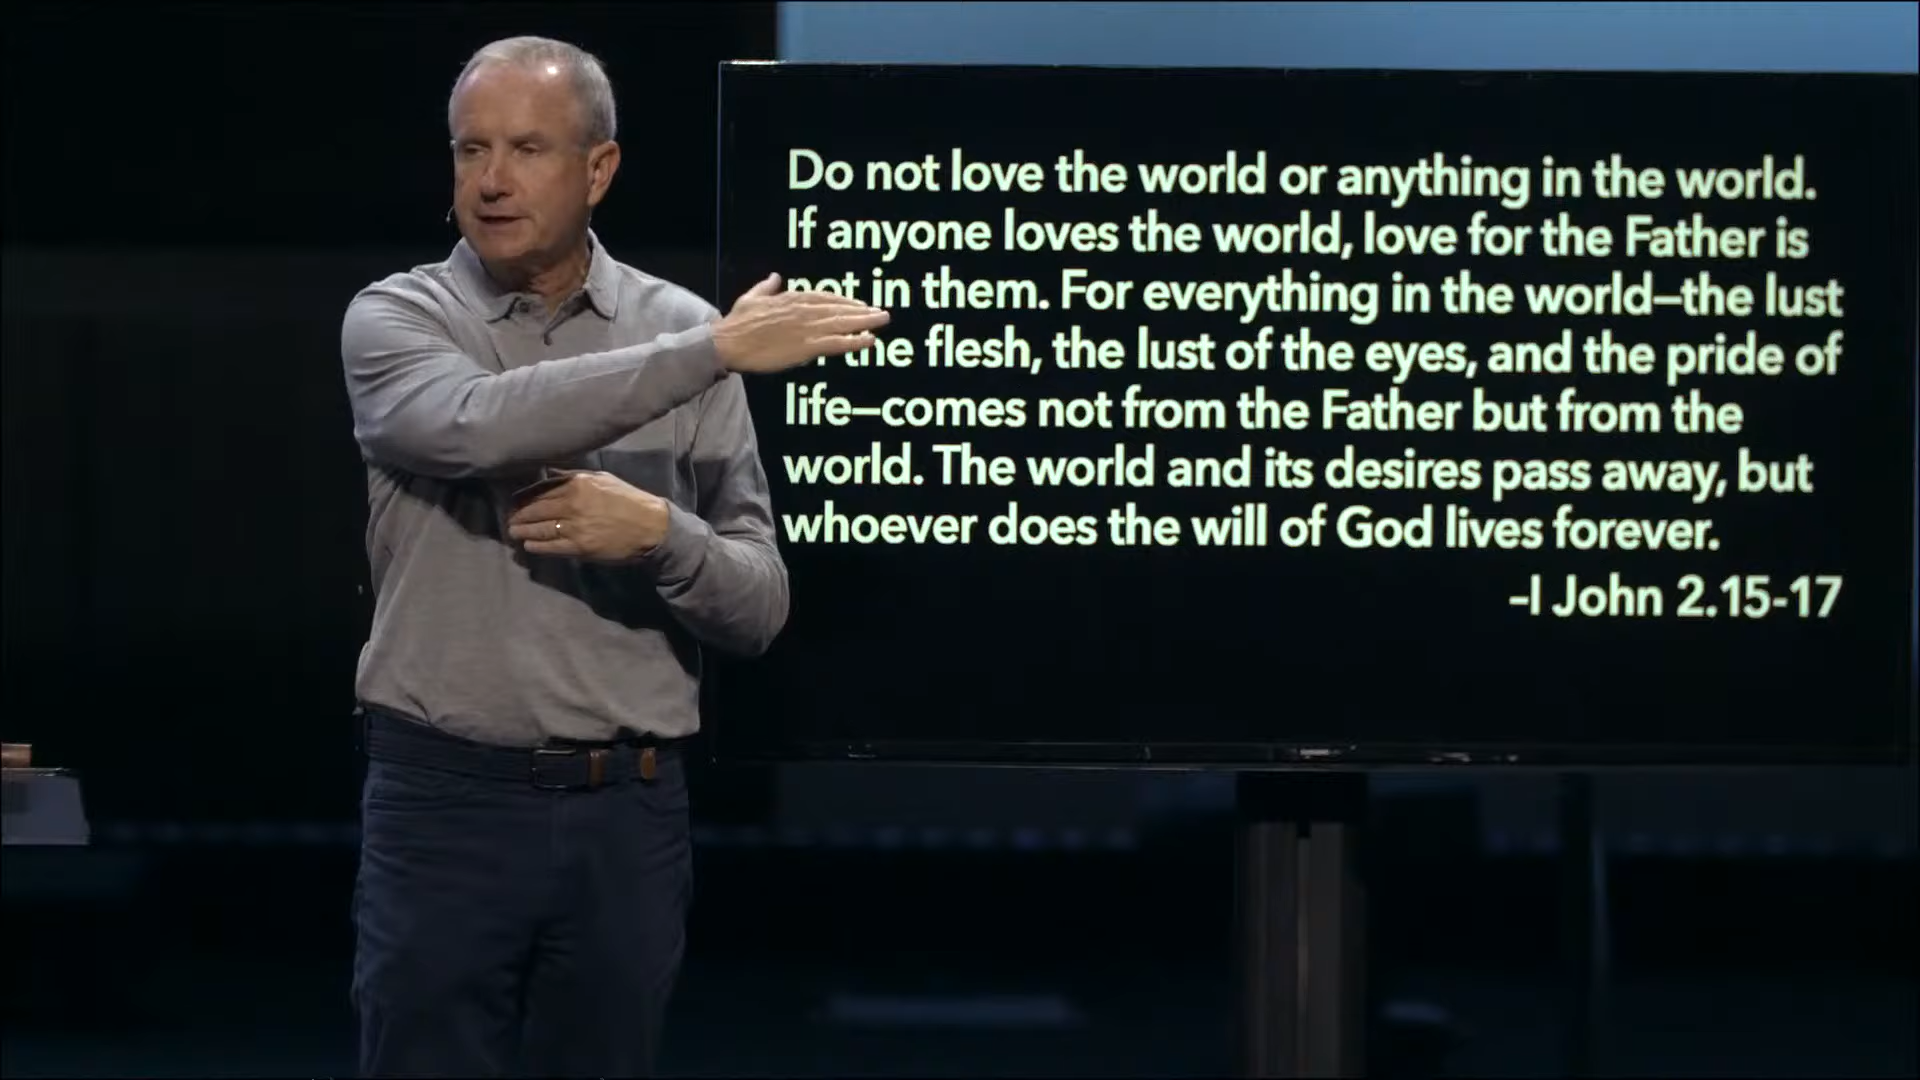 Do not love the world or anything in the world.
If anyone loves the world, love for the Father is
not in them. For everything in the world—the lust
the flesh, the lust of the eyes, and the pride of
life—comes not from the Father but from the
world. The world and its desires pass away, but
whoever does the will of God lives forever.
–I John 2.15-17